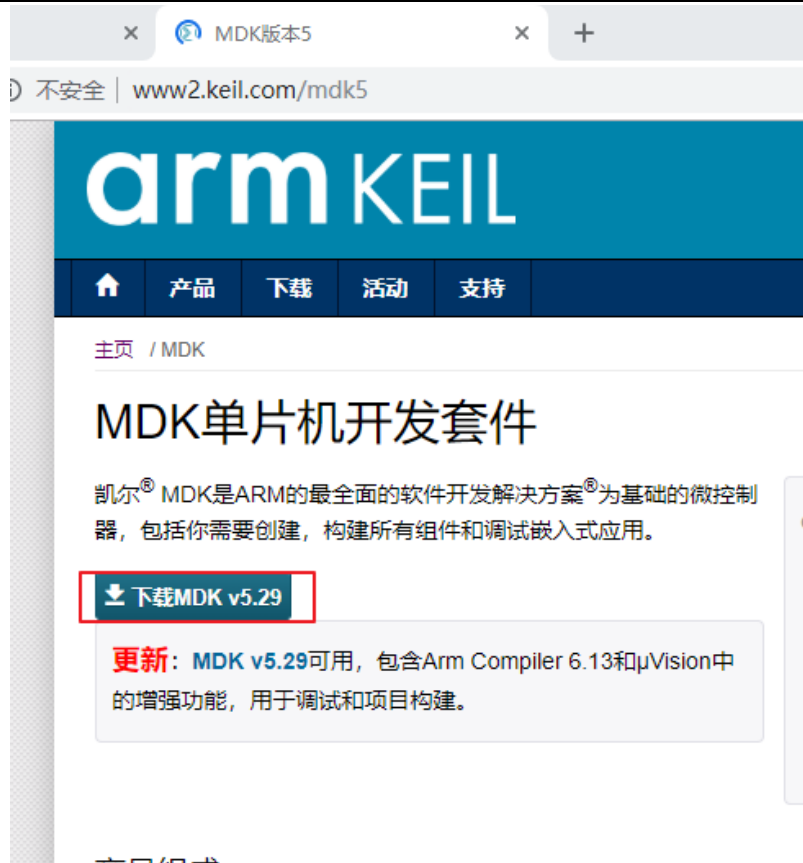 MDK版本5
不安全 | www2.keil.com/mdk5
arm KEIL
产品 下载 活动 支持
主页 / MDK
MDK单片机开发套件
凯尔® MDK是ARM的最全面的软件开发解决方案®为基础的微控制
器，包括你需要创建，构建所有组件和调试嵌入式应用。
下载MDK v5.29
更新：MDK v5.29可用，包含Arm Compiler 6.13和µVision中
的增强功能，用于调试和项目构建。